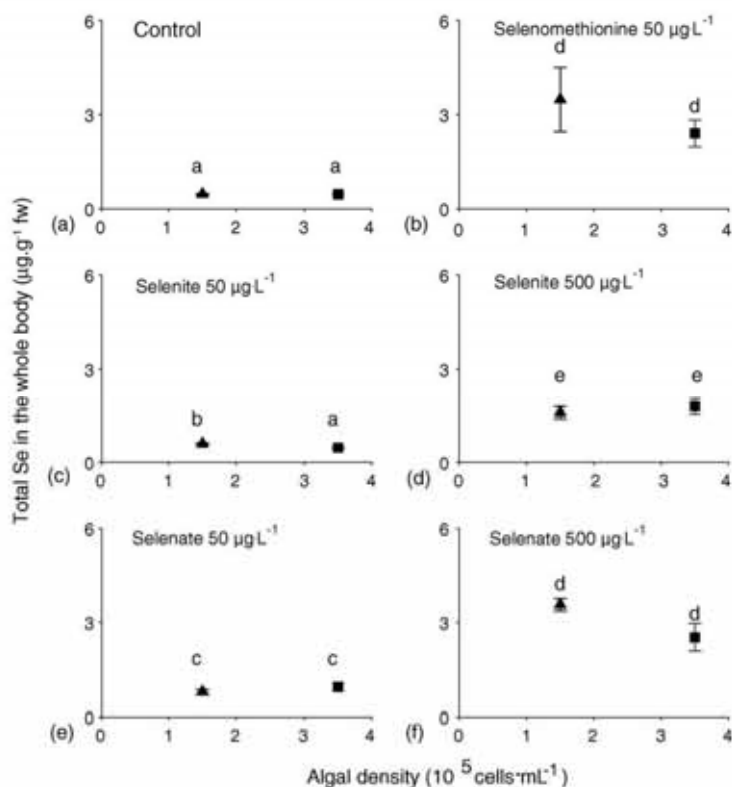 Total Se in the whole body (µg.g⁻¹ fw)
Control
a a
6
3
0
0 1 2 3 4
(a)
Selenomethionine 50 µg·L⁻¹
d
d
6
3
0
0 1 2 3 4
(b)
Selenite 50 µg·L⁻¹
b a
6
3
0
0 1 2 3 4
(c)
Selenite 500 µg·L⁻¹
e e
6
3
0
0 1 2 3 4
(d)
Selenate 50 µg·L⁻¹
c c
6
3
0
0 1 2 3 4
(e)
Selenate 500 µg·L⁻¹
d
d
6
3
0
0 1 2 3 4
(f)
Algal density (10 ⁵ cells·mL⁻¹)